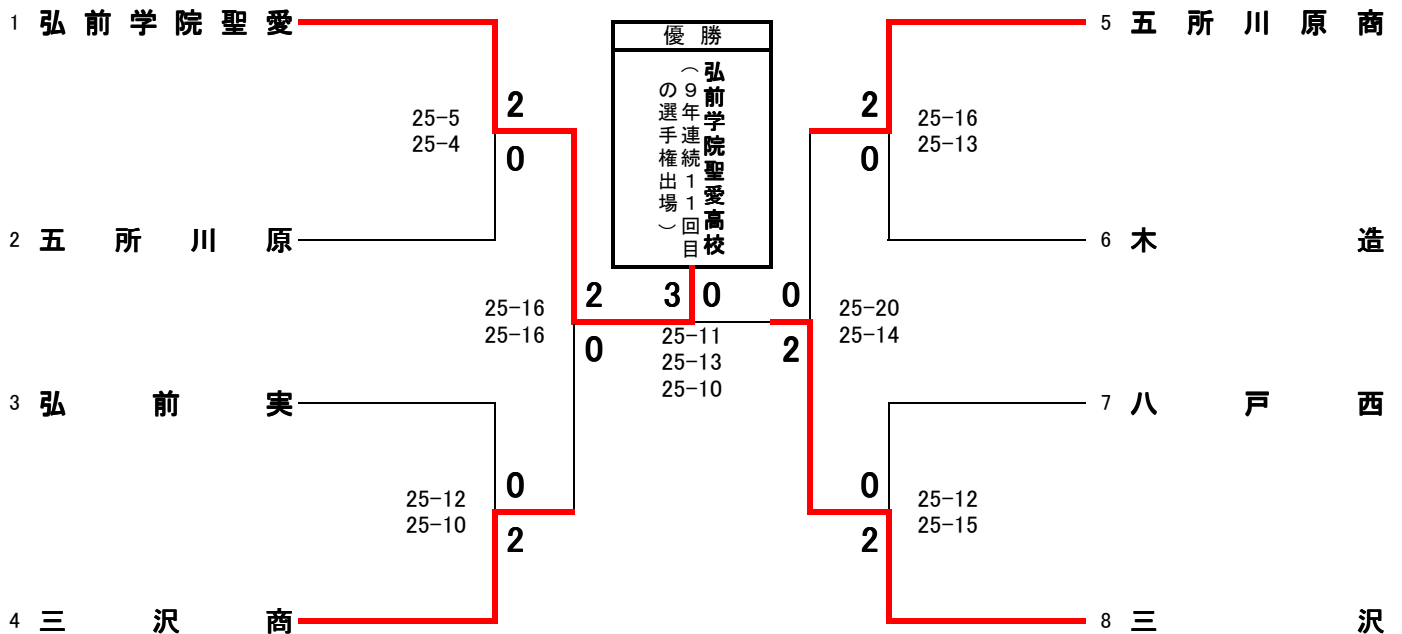 1 弘前学院聖愛
25-5
25-4
2
0
2 五所川原
25-16
25-16
2
0
3 弘前実
25-12
25-10
0
2
4 三沢商
優勝
弘前学院聖愛高校
（９年連続１１回目
の選手権出場）
3 0
25-11
25-13
25-10
5 五所川原商
2
0
25-16
25-13
6 木造
0
2
25-20
25-14
7 八戸西
0
2
25-12
25-15
8 三沢